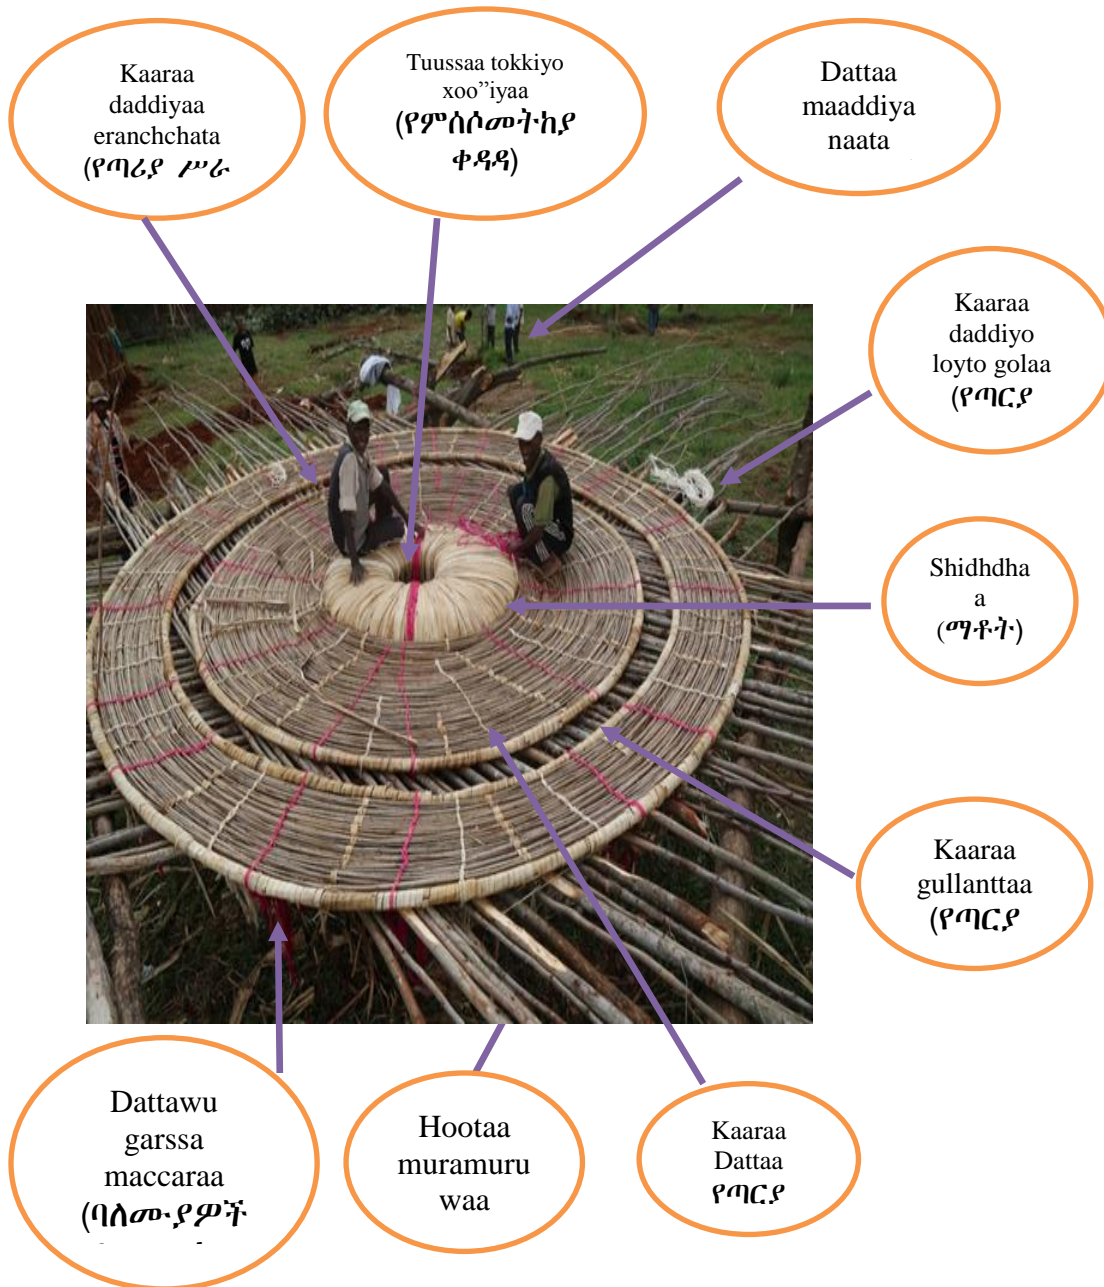 Kaaraa
daddiyaa
eranchchata
(የጣሪያ ሥራ
Tuussaa tokkiyo
xoo”iyaa
(የምሰሶመትከያ
ቀዳዳ)
Dattaa
maaddiya
naata
Kaaraa
daddiyo
loyto golaa
(የጣርያ
Shidhdha
a
(ማቶት)
Kaaraa
gullanttaa
(የጣርያ
Dattawu
garssa
maccaraa
(ባለሙያዎች
Hootaa
muramuru
waa
Kaaraa
Dattaa
የጣርያ